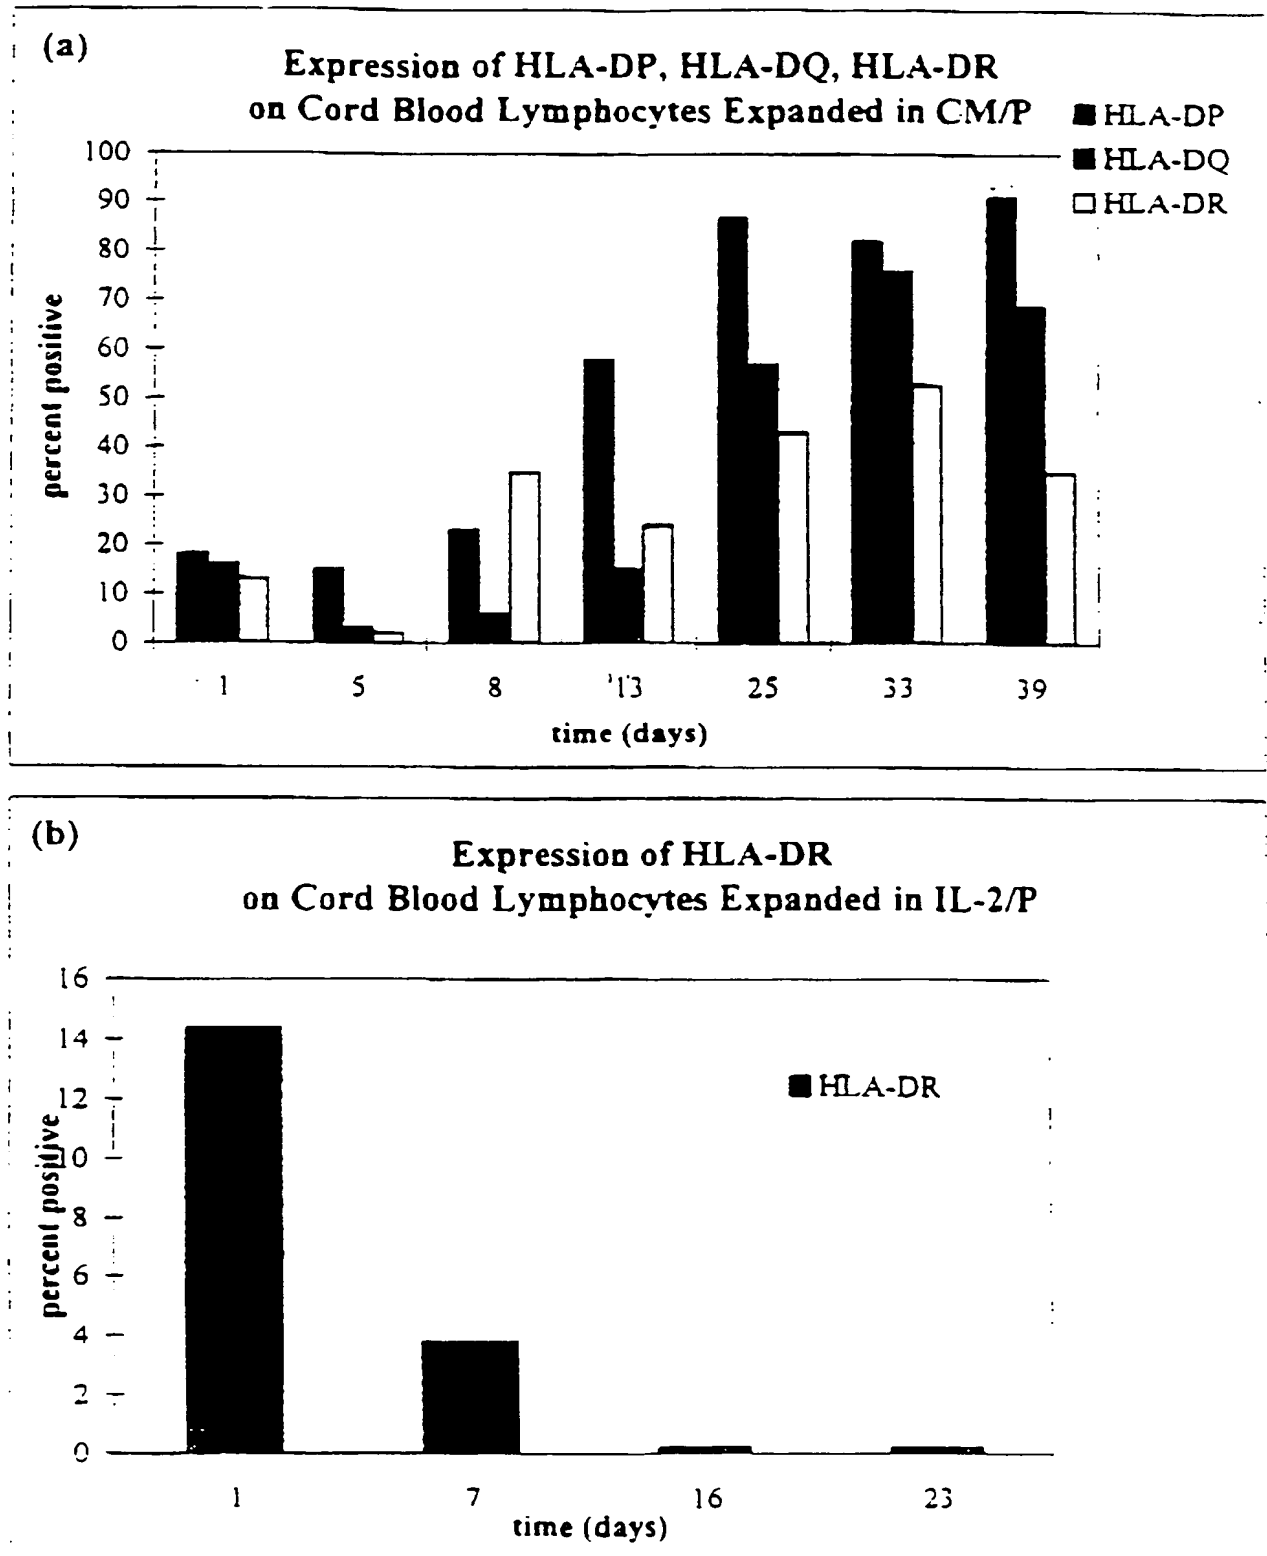 (a)
Expression of HLA-DP, HLA-DQ, HLA-DR
on Cord Blood Lymphocytes Expanded in CM/P
HLA-DP
HLA-DQ
HLA-DR
100
90
80
70
60
50
40
30
20
10
0
percent positive
1 5 8 13 25 33 39
time (days)
(b)
Expression of HLA-DR
on Cord Blood Lymphocytes Expanded in IL-2/P
16
14
12
10
8
6
4
2
0
percent positive
HLA-DR
1 7 16 23
time (days)